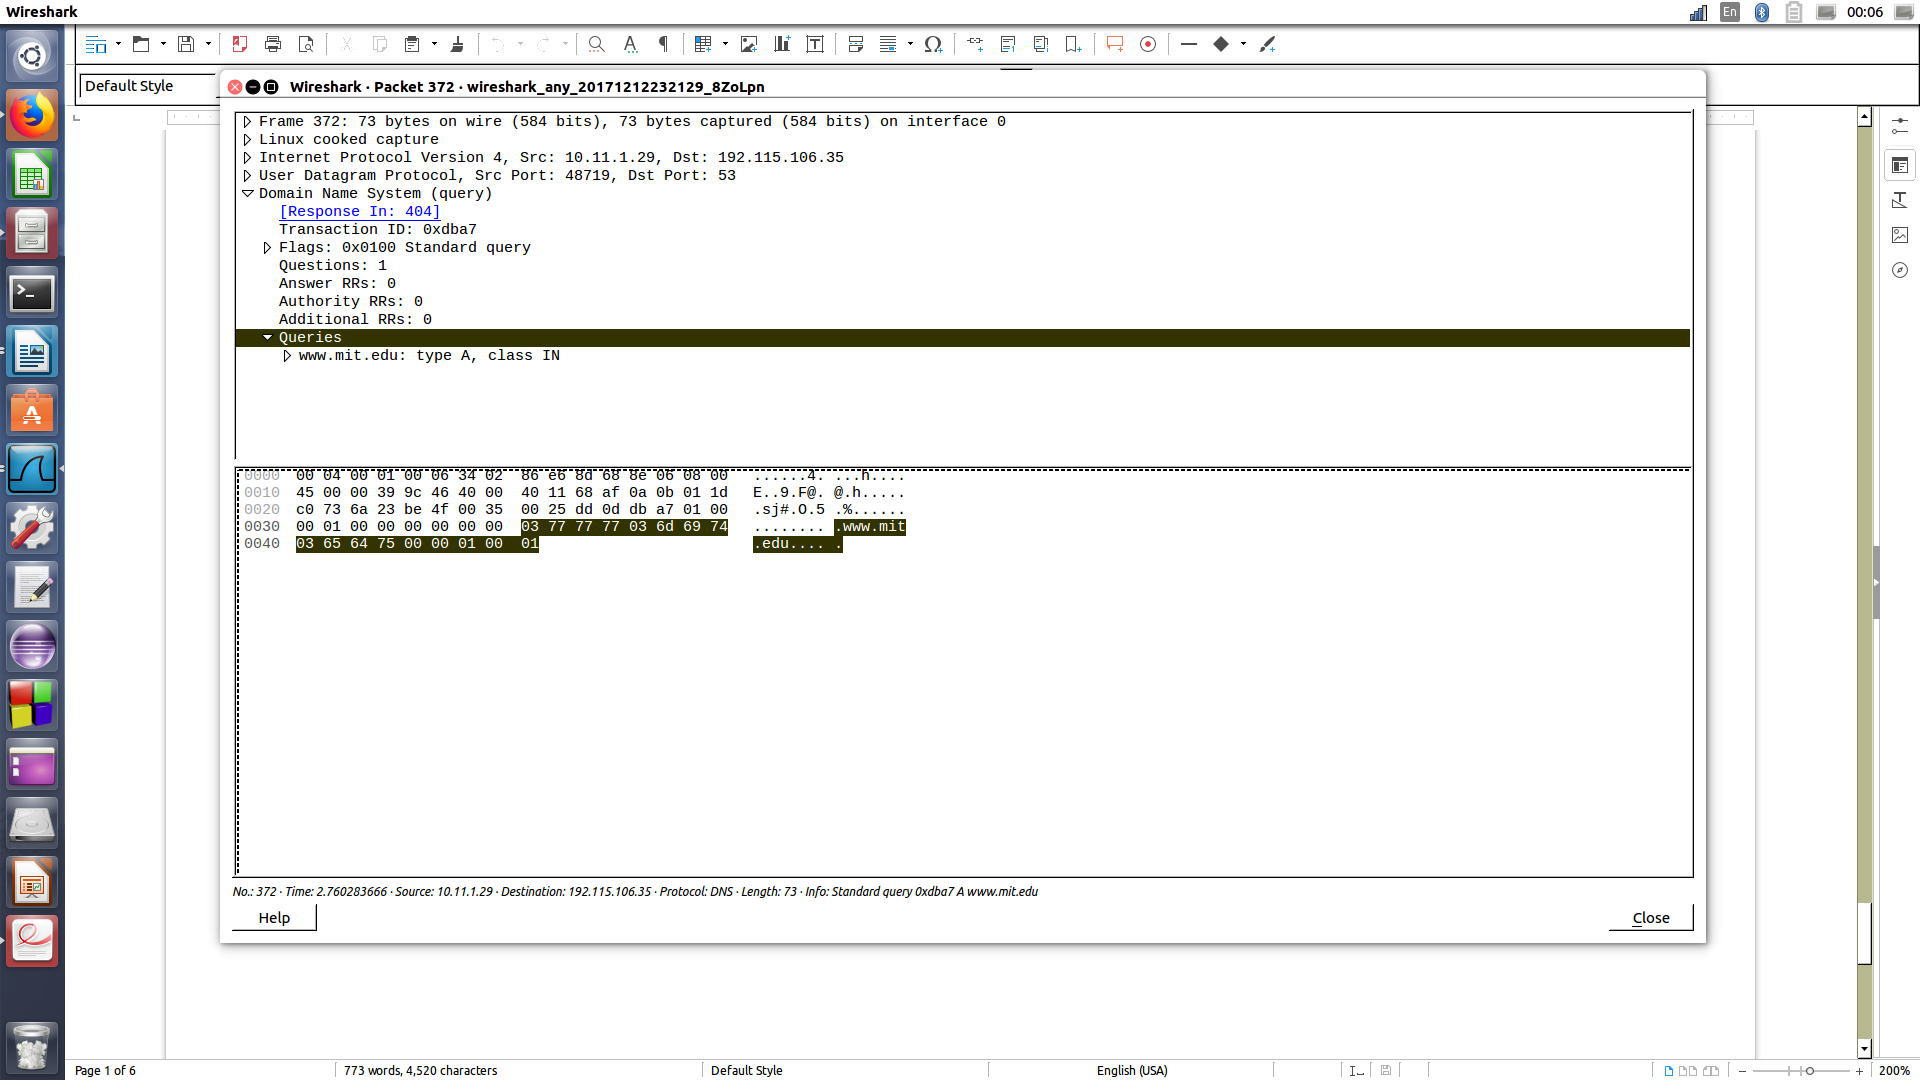 Wireshark
En
00:06
Default Style
Wireshark · Packet 372 · wireshark_any_20171212232129_8ZoLpn
Frame 372: 73 bytes on wire (584 bits), 73 bytes captured (584 bits) on interface 0
Linux cooked capture
Internet Protocol Version 4, Src: 10.11.1.29, Dst: 192.115.106.35
User Datagram Protocol, Src Port: 48719, Dst Port: 53
Domain Name System (query)
[Response In: 404]
Transaction ID: 0xdba7
Flags: 0x0100 Standard query
Questions: 1
Answer RRs: 0
Authority RRs: 0
Additional RRs: 0
Queries
www.mit.edu: type A, class IN
0000 00 04 00 01 00 06 34 02 86 e6 8d 68 8e 06 08 00 ......4. ...h....
0010 45 00 00 39 9c 46 40 00 40 11 68 af 0a 0b 01 1d E..9.F@. @.h.....
0020 c0 73 6a 23 be 4f 00 35 00 25 dd 0d db a7 01 00 .sj#.O.5 .%......
0030 00 01 00 00 00 00 00 00 03 77 77 77 03 6d 69 74 ........ .www.mit
0040 03 65 64 75 00 00 01 00 01 .edu.... .
No.: 372 · Time: 2.760283666 · Source: 10.11.1.29 · Destination: 192.115.106.35 · Protocol: DNS · Length: 73 · Info: Standard query 0xdba7 A www.mit.edu
Help
Close
Page 1 of 6
773 words, 4,520 characters
Default Style
English (USA)
200%